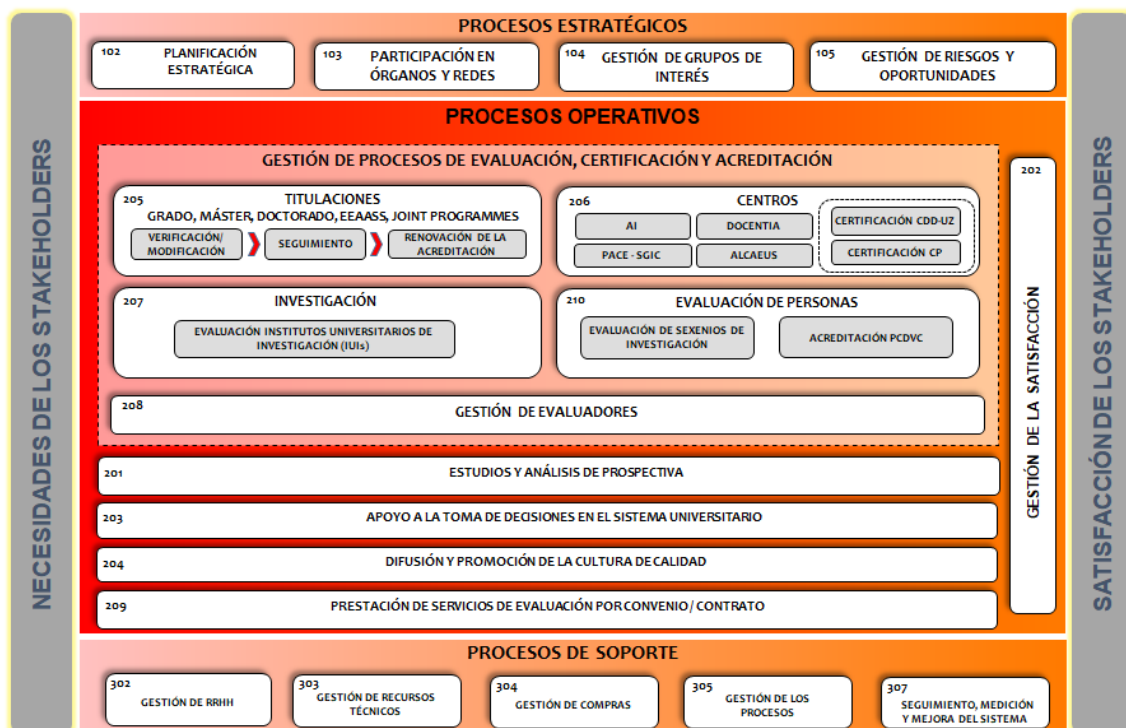 NECESIDADES DE LOS STAKEHOLDERS
PROCESOS ESTRATÉGICOS
102
PLANIFICACIÓN
ESTRATÉGICA
103
PARTICIPACIÓN EN
ÓRGANOS Y REDES
104
GESTIÓN DE GRUPOS DE
INTERÉS
105
GESTIÓN DE RIESGOS Y
OPORTUNIDADES
PROCESOS OPERATIVOS
GESTIÓN DE PROCESOS DE EVALUACIÓN, CERTIFICACIÓN Y ACREDITACIÓN
205
TITULACIONES
GRADO, MÁSTER, DOCTORADO, EEAASS, JOINT PROGRAMMES
VERIFICACIÓN/
MODIFICACIÓN
SEGUIMIENTO
RENOVACIÓN DE LA
ACREDITACIÓN
206
CENTROS
AI
DOCENTIA
CERTIFICACIÓN CDD-UZ
PACE - SGIC
ALCAEUS
CERTIFICACIÓN CP
207
INVESTIGACIÓN
EVALUACIÓN INSTITUTOS UNIVERSITARIOS DE
INVESTIGACIÓN (IUIs)
210
EVALUACIÓN DE PERSONAS
EVALUACIÓN DE SEXENIOS DE
INVESTIGACIÓN
ACREDITACIÓN PCDVC
208
GESTIÓN DE EVALUADORES
201
ESTUDIOS Y ANÁLISIS DE PROSPECTIVA
203
APOYO A LA TOMA DE DECISIONES EN EL SISTEMA UNIVERSITARIO
204
DIFUSIÓN Y PROMOCIÓN DE LA CULTURA DE CALIDAD
209
PRESTACIÓN DE SERVICIOS DE EVALUACIÓN POR CONVENIO / CONTRATO
202
GESTIÓN DE LA SATISFACCIÓN
PROCESOS DE SOPORTE
302
GESTIÓN DE RRHH
303
GESTIÓN DE RECURSOS
TÉCNICOS
304
GESTIÓN DE COMPRAS
305
GESTIÓN DE LOS
PROCESOS
307
SEGUIMIENTO, MEDICIÓN
Y MEJORA DEL SISTEMA
SATISFACCIÓN DE LOS STAKEHOLDERS